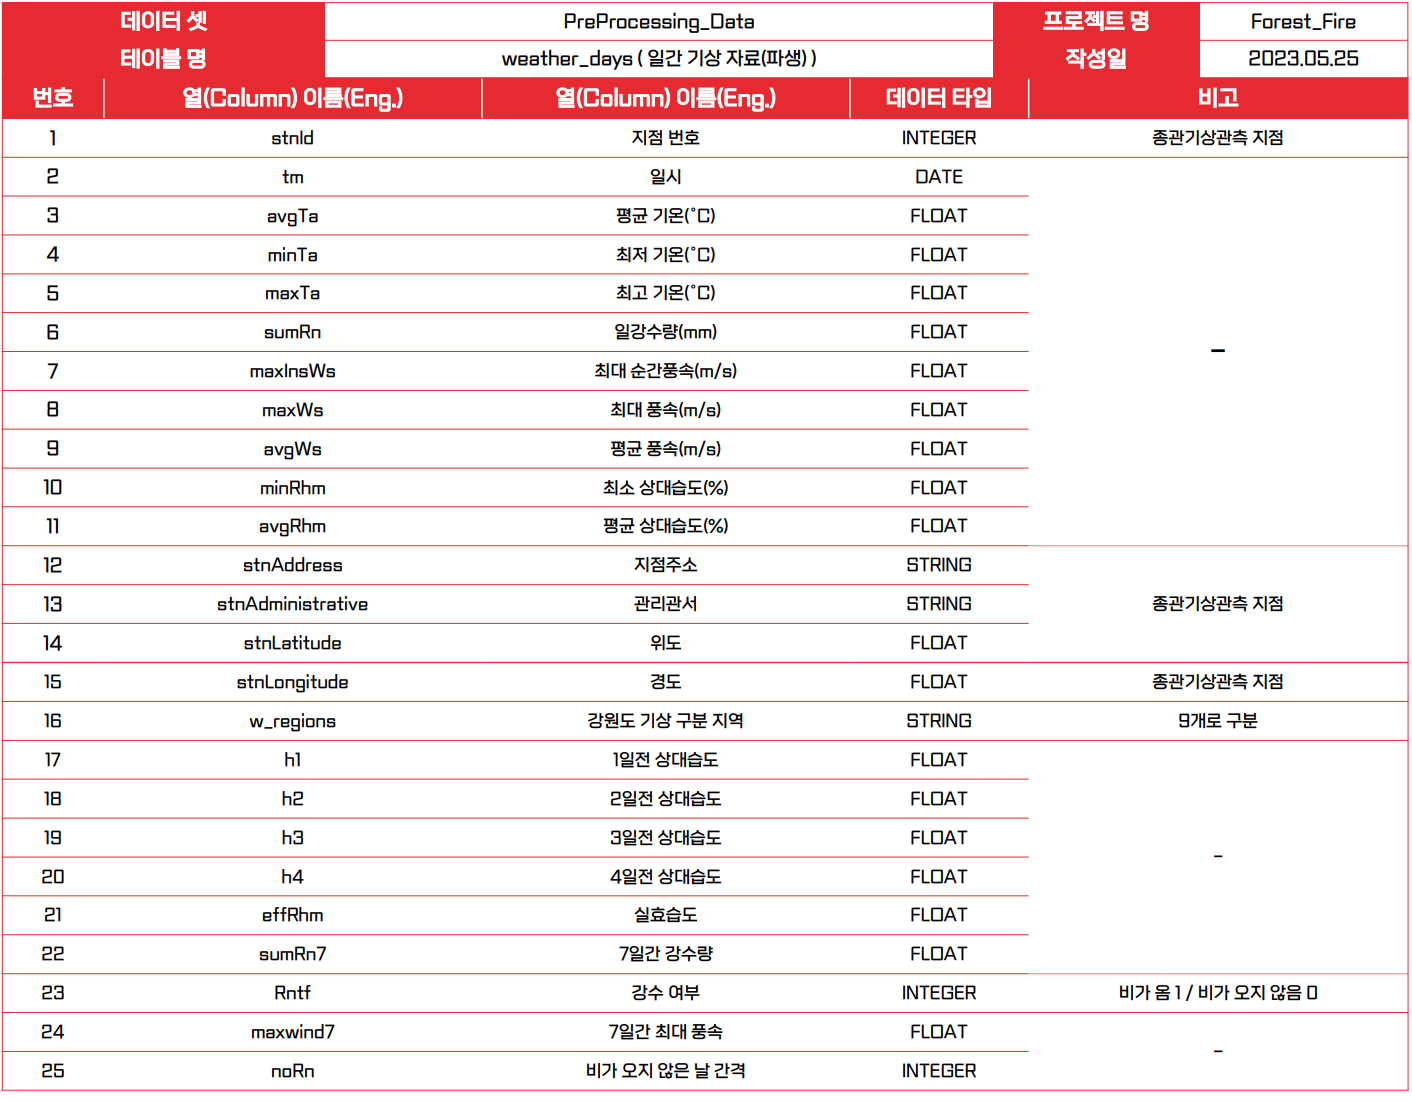 데이터 셋 PreProcessing_Data 프로젝트 명 Forest_Fire
테이블 명 weather_days ( 일간 기상 자료(파생) ) 작성일 2023.05.25
번호 열(Column) 이름(Eng.) 열(Column) 이름(Eng.) 데이터 타입 비고
1 stnId 지점 번호 INTEGER 종관기상관측 지점
2 tm 일시 DATE
3 avgTa 평균 기온(°C) FLOAT
4 minTa 최저 기온(°C) FLOAT
5 maxTa 최고 기온(°C) FLOAT
6 sumRn 일강수량(mm) FLOAT –
7 maxInsWs 최대 순간풍속(m/s) FLOAT
8 maxWs 최대 풍속(m/s) FLOAT
9 avgWs 평균 풍속(m/s) FLOAT
10 minRhm 최소 상대습도(%) FLOAT
11 avgRhm 평균 상대습도(%) FLOAT
12 stnAddress 지점주소 STRING
13 stnAdministrative 관리관서 STRING 종관기상관측 지점
14 stnLatitude 위도 FLOAT
15 stnLongitude 경도 FLOAT 종관기상관측 지점
16 w_regions 강원도 기상 구분 지역 STRING 9개로 구분
17 h1 1일전 상대습도 FLOAT
18 h2 2일전 상대습도 FLOAT
19 h3 3일전 상대습도 FLOAT -
20 h4 4일전 상대습도 FLOAT
21 effRhm 실효습도 FLOAT
22 sumRn7 7일간 강수량 FLOAT
23 Rntf 강수 여부 INTEGER 비가 옴 1 / 비가 오지 않음 0
24 maxwind7 7일간 최대 풍속 FLOAT -
25 noRn 비가 오지 않은 날 간격 INTEGER